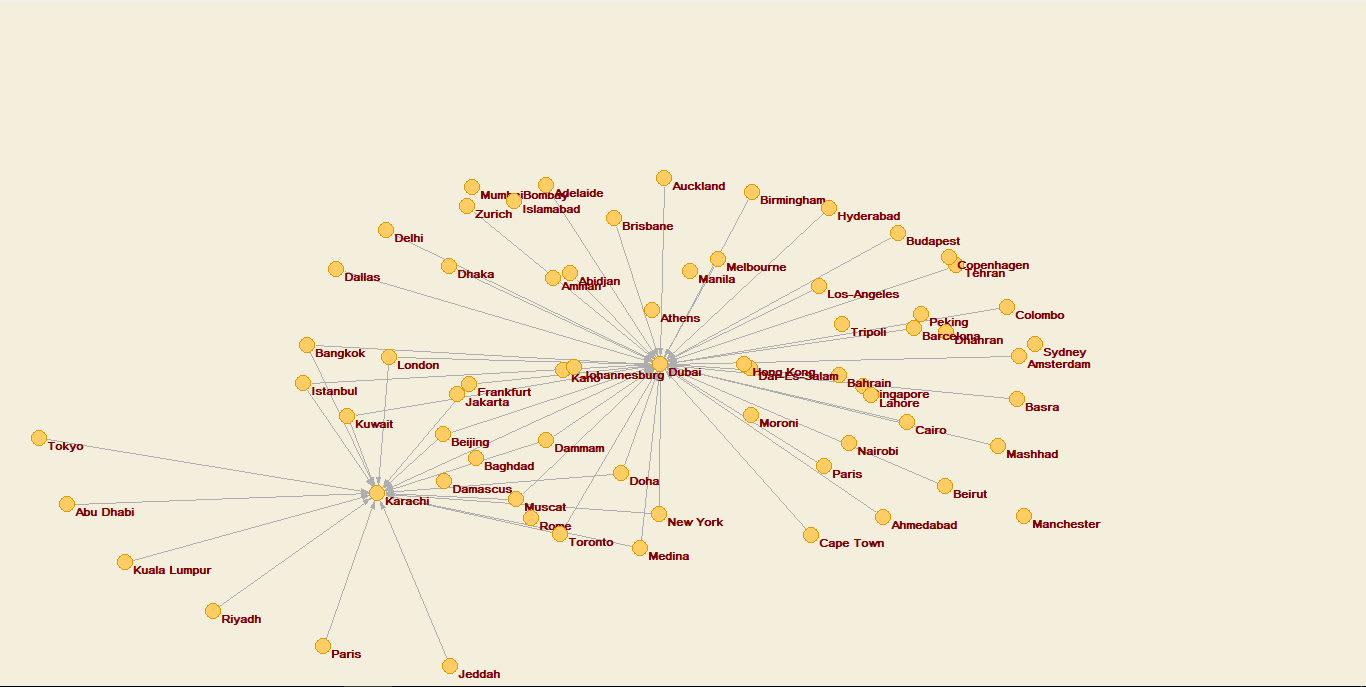 Auckland
MumbaiBombay
Adelaide
Birmingham
Islamabad
Zurich
Hyderabad
Brisbane
Delhi
Budapest
Copenhagen
Melbourne
Tehran
Dhaka
Dallas
Manila
Abidjan
Amman
Los-Angeles
Colombo
Athens
Peking
Tripoli
Barcelona
Dhahran
Bangkok
Sydney
Amsterdam
London
Dubai
Hong Kong
Johannesburg
Dar-Es-Salam
Kano
Bahrain
Istanbul
Frankfurt
ingapore
Jakarta
Lahore
Basra
Moroni
Kuwait
Cairo
Beijing
Tokyo
Dammam
Nairobi
Mashhad
Baghdad
Paris
Doha
Damascus
Beirut
Karachi
Muscat
Abu Dhabi
New York
Manchester
Ahmedabad
Rome
Toronto
Cape Town
Medina
Kuala Lumpur
Riyadh
Paris
Jeddah